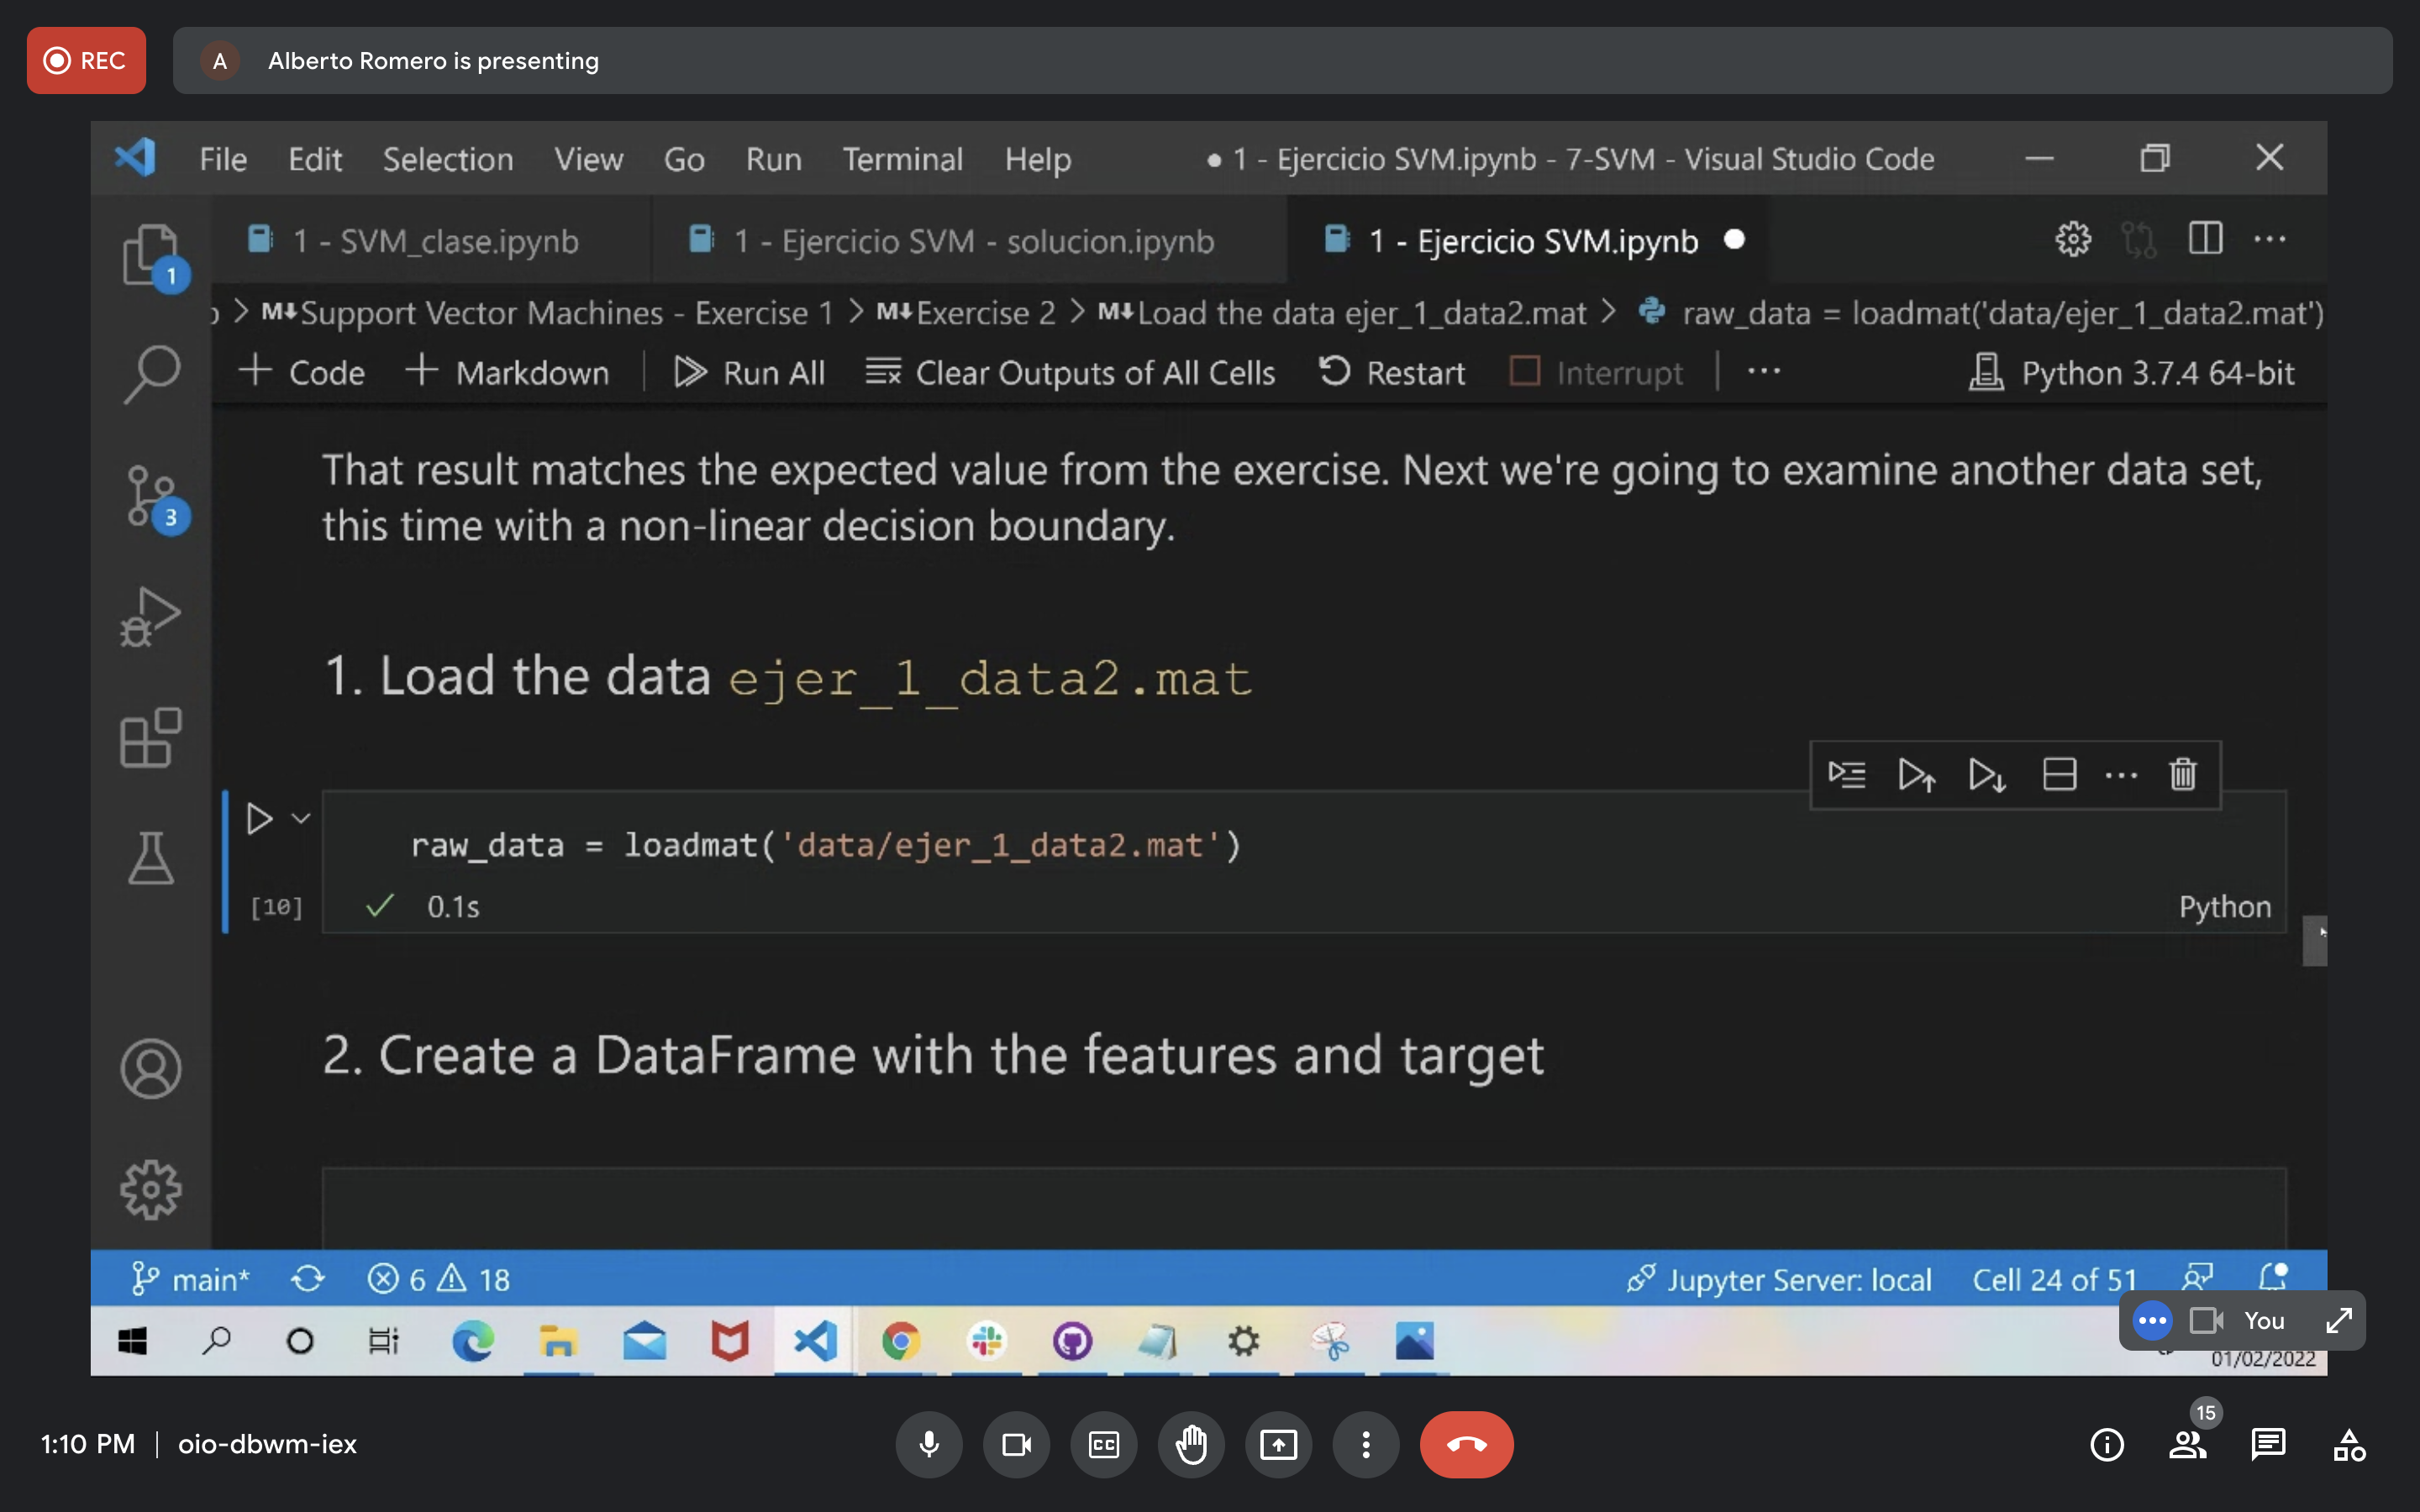 REC
A
Alberto Romero is presenting
File Edit Selection View Go Run Terminal Help
● 1 - Ejercicio SVM.ipynb - 7-SVM - Visual Studio Code
1 - SVM_clase.ipynb
1 - Ejercicio SVM - solucion.ipynb
1 - Ejercicio SVM.ipynb
1
> M↓Support Vector Machines - Exercise 1 > M↓Exercise 2 > M↓Load the data ejer_1_data2.mat > raw_data = loadmat('data/ejer_1_data2.mat')
+ Code + Markdown Run All Clear Outputs of All Cells Restart Interrupt ... Python 3.7.4 64-bit
That result matches the expected value from the exercise. Next we're going to examine another data set,
this time with a non-linear decision boundary.
3
1. Load the data ejer_1_data2.mat
raw_data = loadmat('data/ejer_1_data2.mat')
[10] ✓ 0.1s Python
2. Create a DataFrame with the features and target
main* 6 18 Jupyter Server: local Cell 24 of 51
You
01/02/2022
1:10 PM | oio-dbwm-iex
CC
15